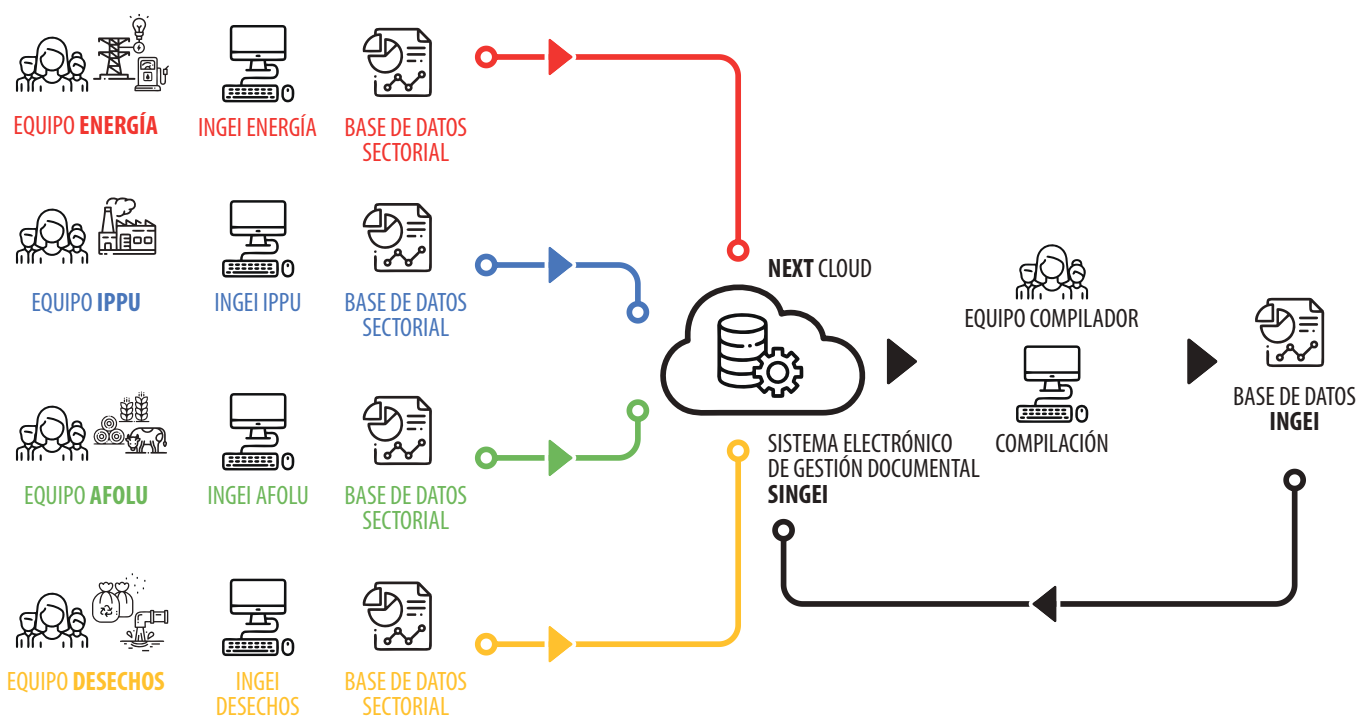 EQUIPO ENERGÍA
INGEI ENERGÍA
BASE DE DATOS
SECTORIAL
EQUIPO IPPU
INGEI IPPU
BASE DE DATOS
SECTORIAL
EQUIPO AFOLU
INGEI AFOLU
BASE DE DATOS
SECTORIAL
EQUIPO DESECHOS
INGEI
DESECHOS
BASE DE DATOS
SECTORIAL
NEXT CLOUD
SISTEMA ELECTRÓNICO
DE GESTIÓN DOCUMENTAL
SINGEI
EQUIPO COMPILADOR
COMPILACIÓN
BASE DE DATOS
INGEI